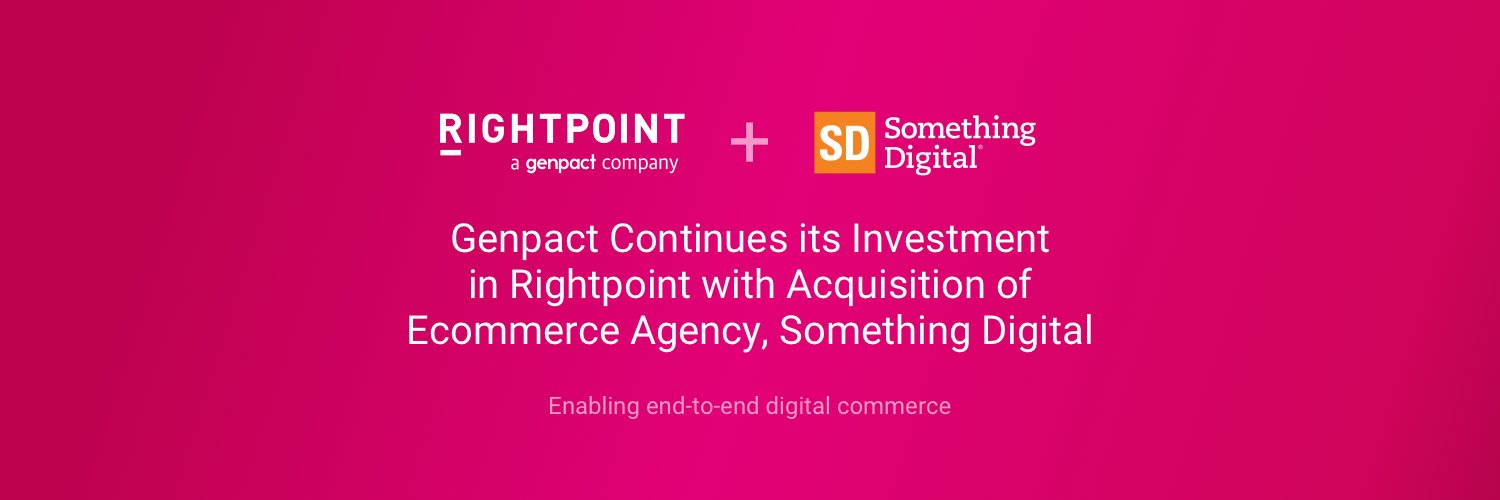 RIGHTPOINT
a genpact company
+
SD
Something
Digital®
Genpact Continues its Investment
in Rightpoint with Acquisition of
Ecommerce Agency, Something Digital
Enabling end-to-end digital commerce